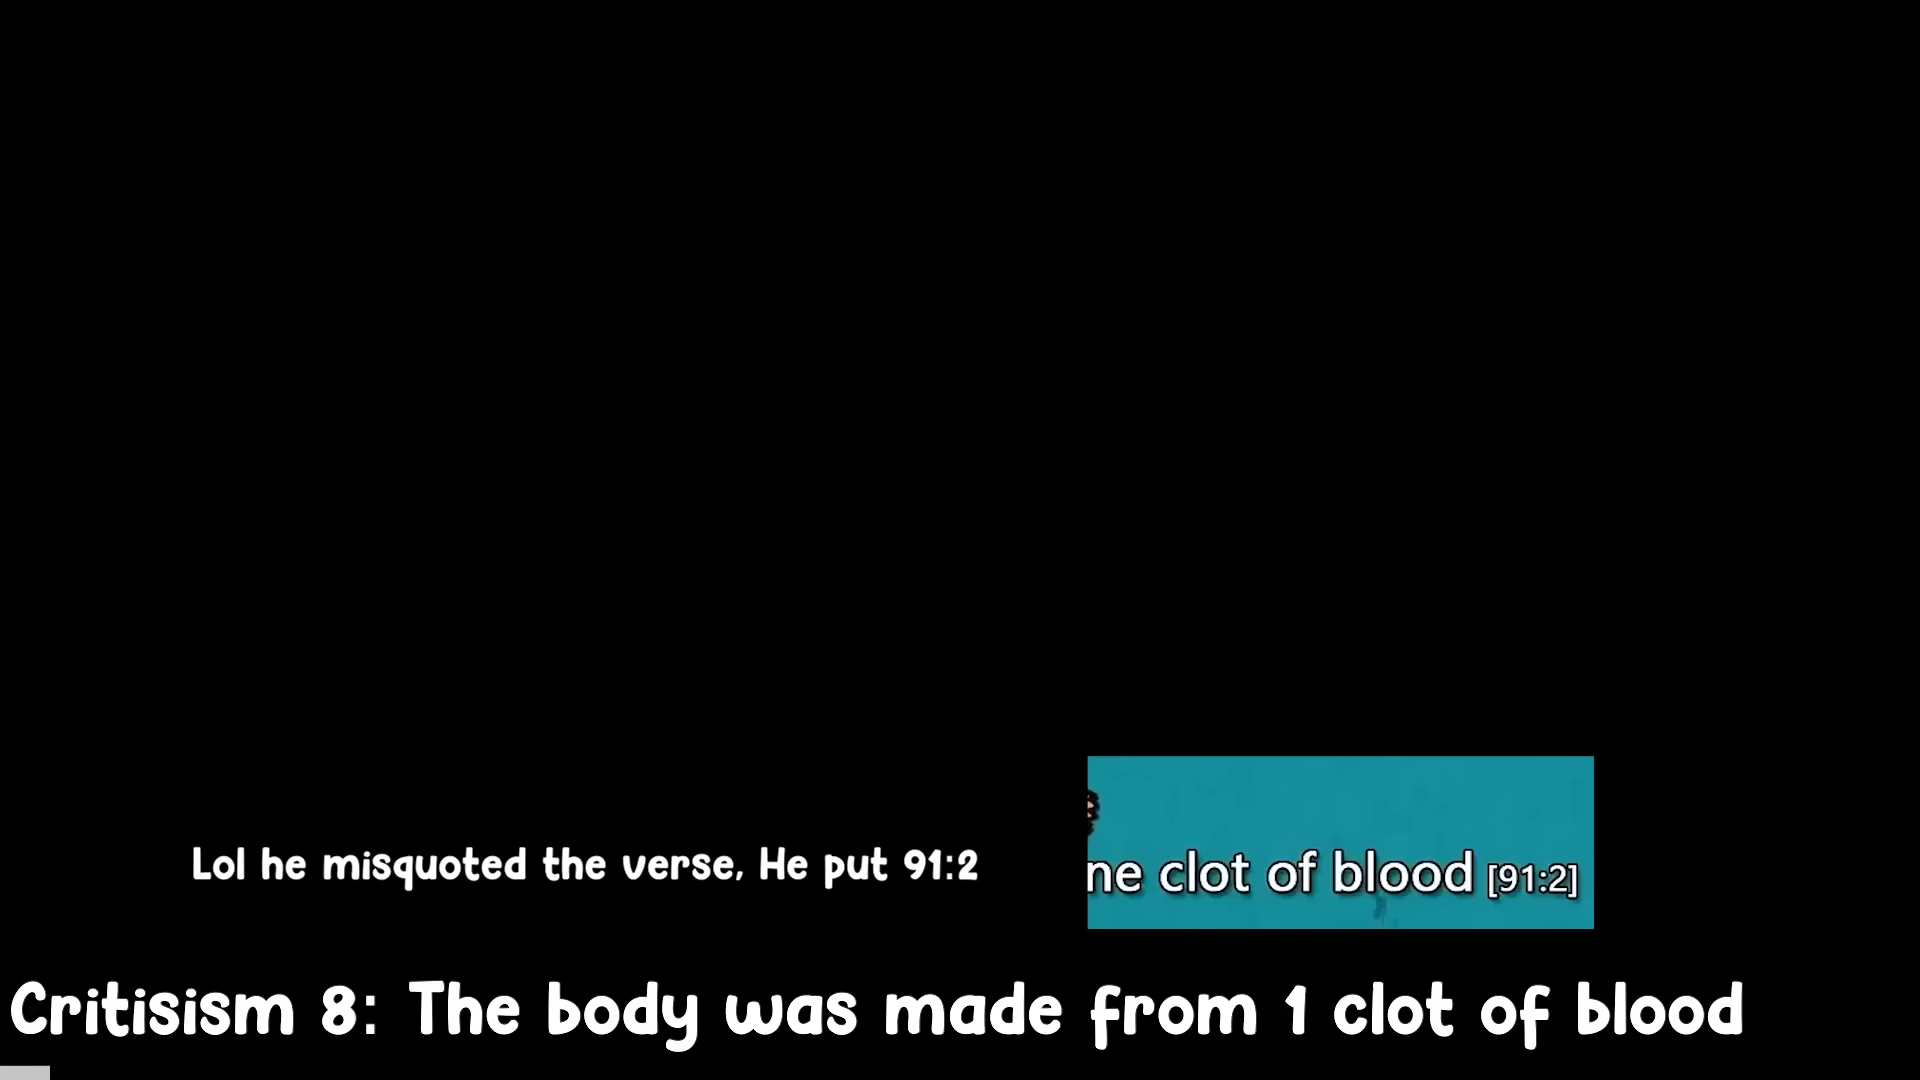 Lol he misquoted the verse, He put 91:2
ne clot of blood [91:2]
Critisism 8: The body was made from 1 clot of blood